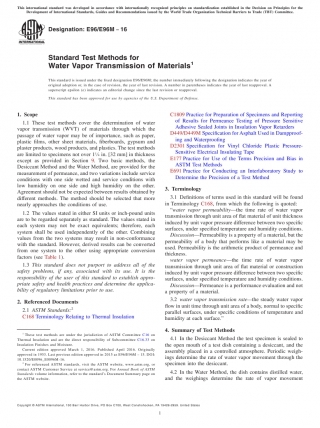 This international standard was developed in accordance with internationally recognized principles on standardization established in the Decision on Principles for the
Development of International Standards, Guides and Recommendations issued by the World Trade Organization Technical Barriers to Trade (TBT) Committee.
Designation: E96/E96M − 16
Standard Test Methods for
Water Vapor Transmission of Materials1
This standard is issued under the fixed designation E96/E96M; the number immediately following the designation indicates the year of
original adoption or, in the case of revision, the year of last revision. A number in parentheses indicates the year of last reapproval. A
superscript epsilon (ε) indicates an editorial change since the last revision or reapproval.
This standard has been approved for use by agencies of the U.S. Department of Defense.
1. Scope
1.1 These test methods cover the determination of water
vapor transmission (WVT) of materials through which the
passage of water vapor may be of importance, such as paper,
plastic films, other sheet materials, fiberboards, gypsum and
plaster products, wood products, and plastics. The test methods
are limited to specimens not over 1¼ in. [32 mm] in thickness
except as provided in Section 9. Two basic methods, the
Desiccant Method and the Water Method, are provided for the
measurement of permeance, and two variations include service
conditions with one side wetted and service conditions with
low humidity on one side and high humidity on the other.
Agreement should not be expected between results obtained by
different methods. The method should be selected that more
nearly approaches the conditions of use.
1.2 The values stated in either SI units or inch-pound units
are to be regarded separately as standard. The values stated in
each system may not be exact equivalents; therefore, each
system shall be used independently of the other. Combining
values from the two systems may result in non-conformance
with the standard. However, derived results can be converted
from one system to the other using appropriate conversion
factors (see Table 1).
1.3 This standard does not purport to address all of the
safety problems, if any, associated with its use. It is the
responsibility of the user of this standard to establish appro-
priate safety and health practices and determine the applica-
bility of regulatory limitations prior to use.
2. Referenced Documents
2.1 ASTM Standards:2
C168 Terminology Relating to Thermal Insulation
1 These test methods are under the jurisdiction of ASTM Committee C16 on
Thermal Insulation and are the direct responsibility of Subcommittee C16.33 on
Insulation Finishes and Moisture.
Current edition approved March 1, 2016. Published April 2016. Originally
approved in 1953. Last previous edition approved in 2015 as E96/E96M – 15. DOI:
10.1520/E0096_E0096M-16.
2 For referenced ASTM standards, visit the ASTM website, www.astm.org, or
contact ASTM Customer Service at service@astm.org. For Annual Book of ASTM
Standards volume information, refer to the standard's Document Summary page on
the ASTM website.
C1809 Practice for Preparation of Specimens and Reporting
of Results for Permeance Testing of Pressure Sensitive
Adhesive Sealed Joints in Insulation Vapor Retarders
D449/D449M Specification for Asphalt Used in Dampproof-
ing and Waterproofing
D2301 Specification for Vinyl Chloride Plastic Pressure-
Sensitive Electrical Insulating Tape
E177 Practice for Use of the Terms Precision and Bias in
ASTM Test Methods
E691 Practice for Conducting an Interlaboratory Study to
Determine the Precision of a Test Method
3. Terminology
3.1 Definitions of terms used in this standard will be found
in Terminology C168, from which the following is quoted:
"water vapor permeability—the time rate of water vapor
transmission through unit area of flat material of unit thickness
induced by unit vapor pressure difference between two specific
surfaces, under specified temperature and humidity conditions.
Discussion—Permeability is a property of a material, but the
permeability of a body that performs like a material may be
used. Permeability is the arithmetic product of permeance and
thickness.
water vapor permeance—the time rate of water vapor
transmission through unit area of flat material or construction
induced by unit vapor pressure difference between two specific
surfaces, under specified temperature and humidity conditions.
Discussion—Permeance is a performance evaluation and not
a property of a material.
3.2 water vapor transmission rate—the steady water vapor
flow in unit time through unit area of a body, normal to specific
parallel surfaces, under specific conditions of temperature and
humidity at each surface."
4. Summary of Test Methods
4.1 In the Desiccant Method the test specimen is sealed to
the open mouth of a test dish containing a desiccant, and the
assembly placed in a controlled atmosphere. Periodic weigh-
ings determine the rate of water vapor movement through the
specimen into the desiccant.
4.2 In the Water Method, the dish contains distilled water,
and the weighings determine the rate of vapor movement
Copyright © ASTM International, 100 Barr Harbor Drive, PO Box C700, West Conshohocken, PA 19428-2959. United States
1